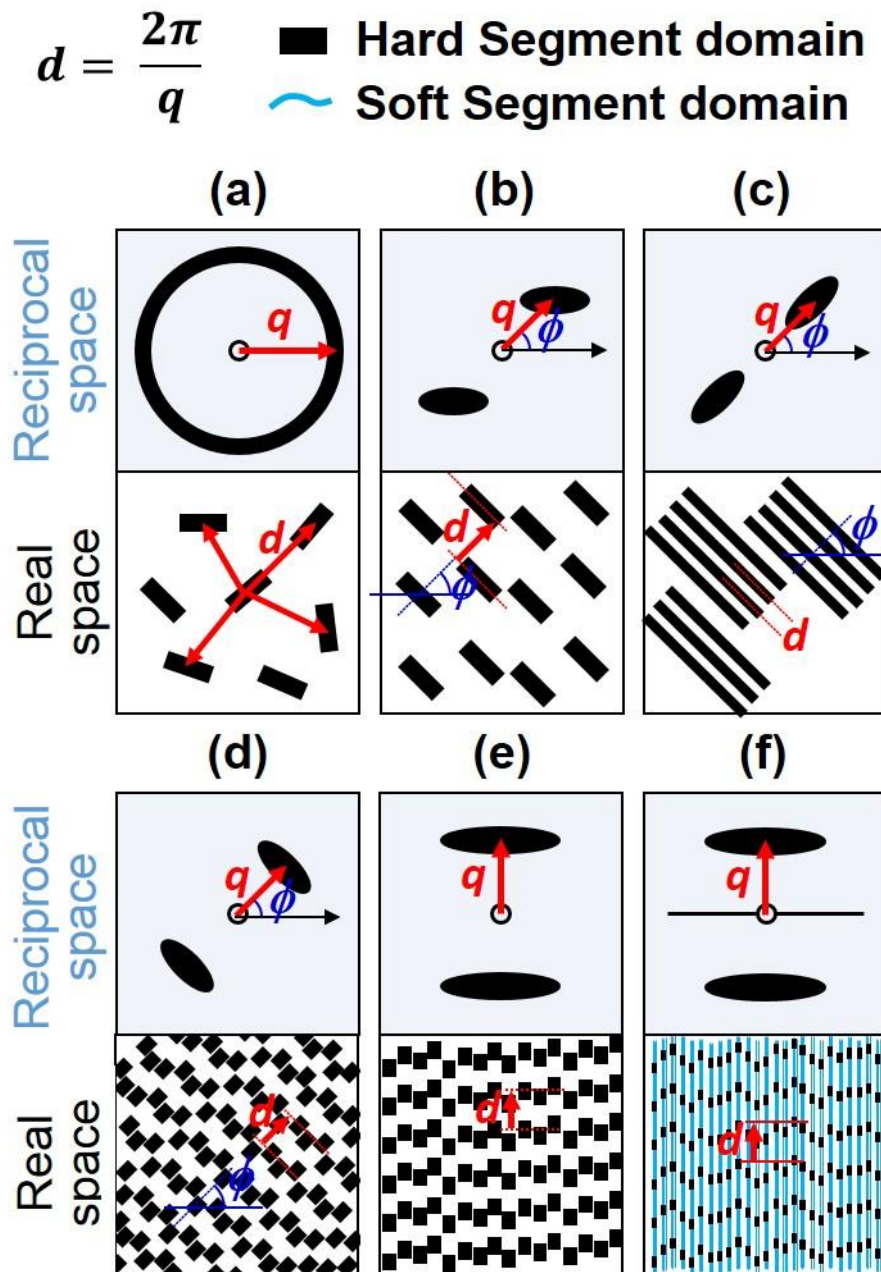 d = 2π / q
Hard Segment domain
Soft Segment domain
(a) (b) (c)
Reciprocal space
q
q ϕ
q ϕ
Real space
d
d ϕ
d ϕ
(d) (e) (f)
Reciprocal space
q ϕ
q
q
Real space
d ϕ
d
d